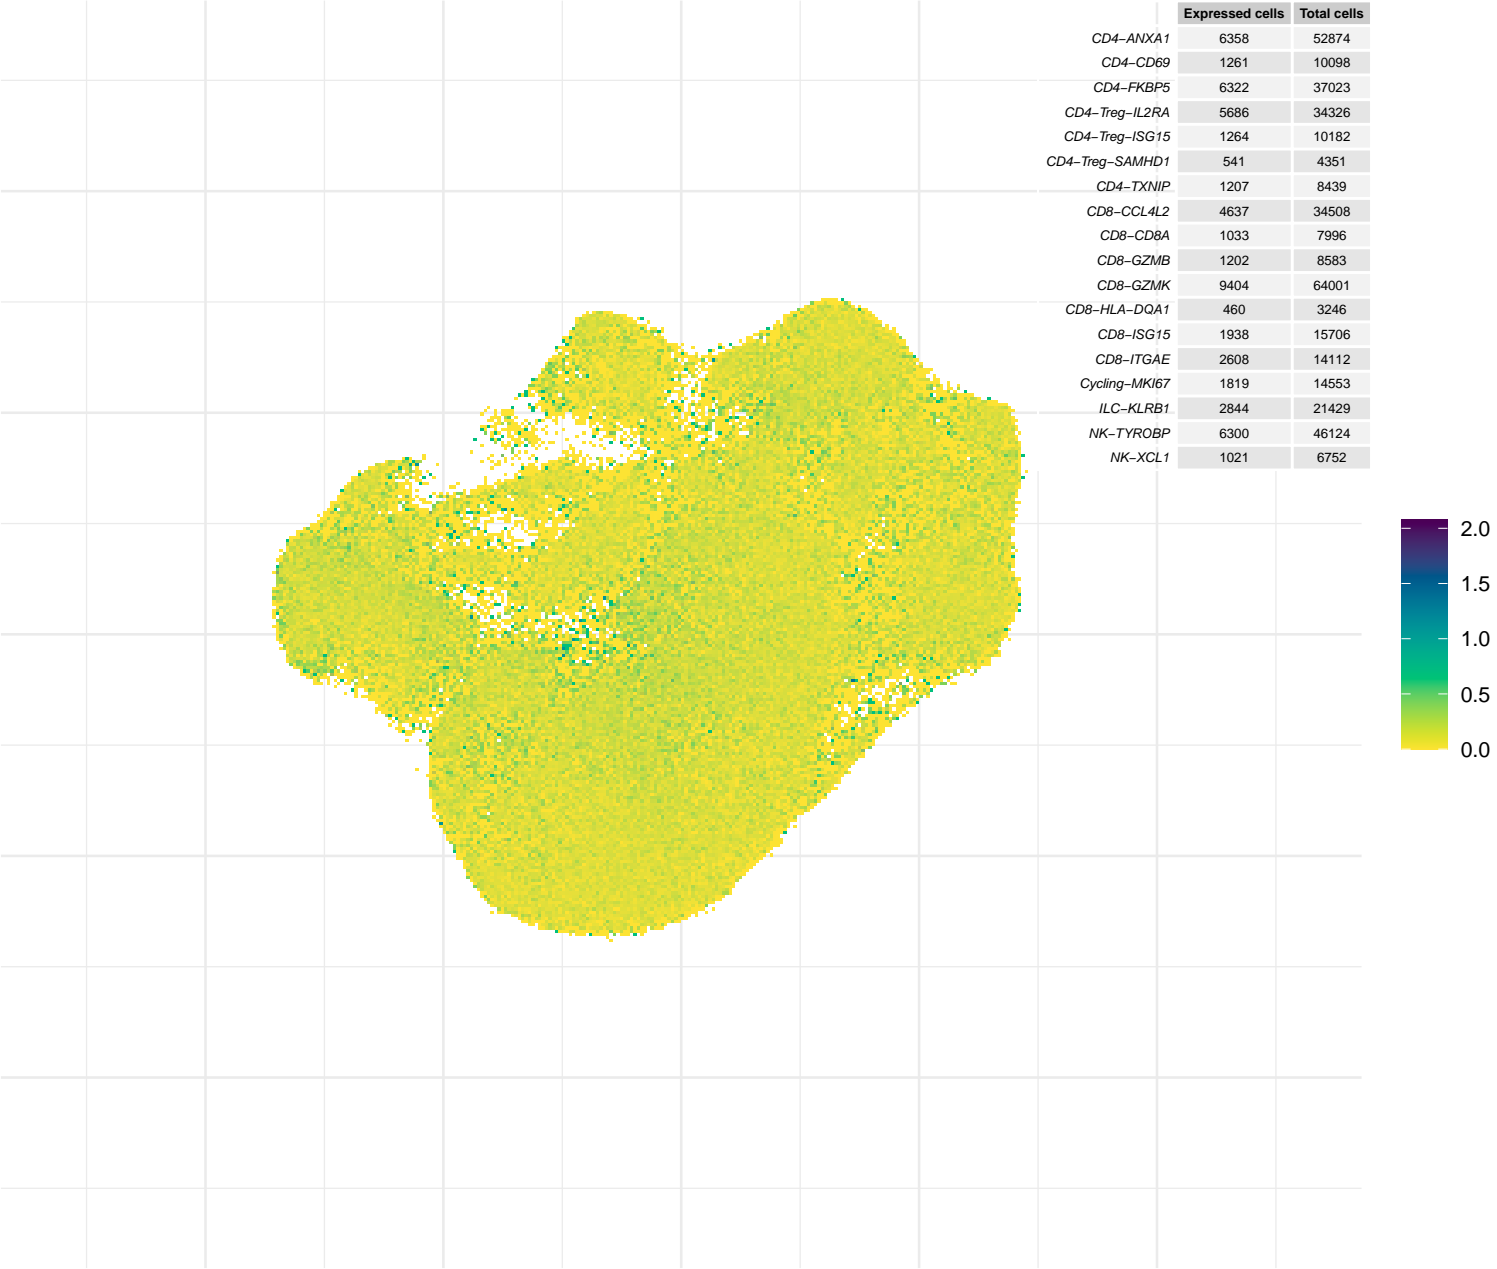 Expressed cells Total cells
CD4−ANXA1 6358 52874
CD4−CD69 1261 10098
CD4−FKBP5 6322 37023
CD4−Treg−IL2RA 5686 34326
CD4−Treg−ISG15 1264 10182
CD4−Treg−SAMHD1 541 4351
CD4−TXNIP 1207 8439
CD8−CCL4L2 4637 34508
CD8−CD8A 1033 7996
CD8−GZMB 1202 8583
CD8−GZMK 9404 64001
CD8−HLA−DQA1 460 3246
CD8−ISG15 1938 15706
CD8−ITGAE 2608 14112
Cycling−MKI67 1819 14553
ILC−KLRB1 2844 21429
NK−TYROBP 6300 46124
NK−XCL1 1021 6752
2.0
1.5
1.0
0.5
0.0